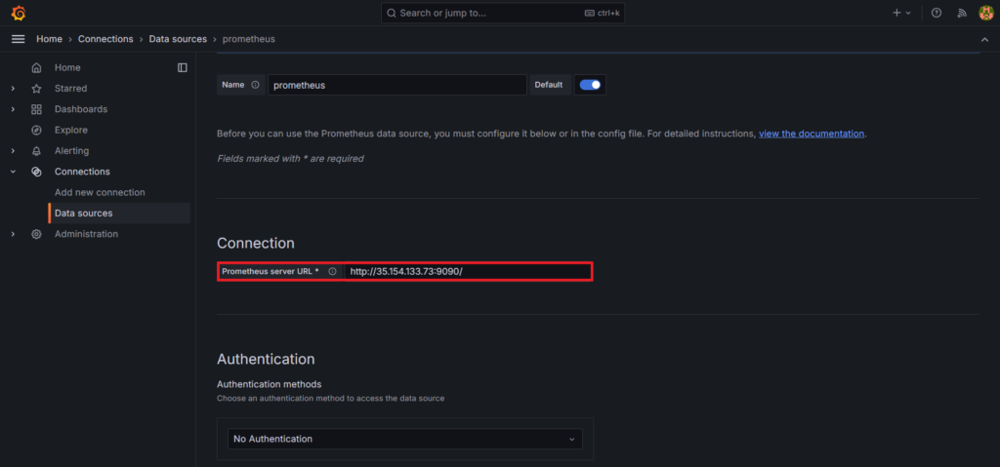 Search or jump to... ctrl+k
Home › Connections › Data sources › prometheus
Home
Starred
Dashboards
Explore
Alerting
Connections
Add new connection
Data sources
Administration
Name prometheus Default
Before you can use the Prometheus data source, you must configure it below or in the config file. For detailed instructions, view the documentation.
Fields marked with * are required
Connection
Prometheus server URL * http://35.154.133.73:9090/
Authentication
Authentication methods
Choose an authentication method to access the data source
No Authentication